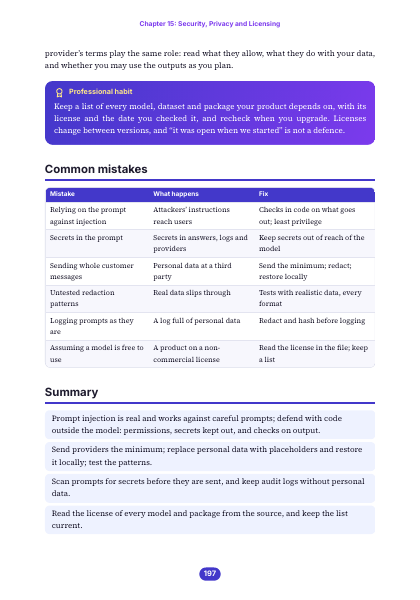 Chapter 15: Security, Privacy and Licensing
provider's terms play the same role: read what they allow, what they do with your data,
and whether you may use the outputs as you plan.
Professional habit
Keep a list of every model, dataset and package your product depends on, with its
license and the date you checked it, and recheck when you upgrade. Licenses
change between versions, and “it was open when we started” is not a defence.
Common mistakes
Mistake What happens Fix
Relying on the prompt Attackers' instructions Checks in code on what goes
against injection reach users out; least privilege
Secrets in the prompt Secrets in answers, logs and Keep secrets out of reach of the
providers model
Sending whole customer Personal data at a third Send the minimum; redact;
messages party restore locally
Untested redaction Real data slips through Tests with realistic data, every
patterns format
Logging prompts as they A log full of personal data Redact and hash before logging
are
Assuming a model is free to A product on a non- Read the license in the file; keep
use commercial license a list
Summary
Prompt injection is real and works against careful prompts; defend with code
outside the model: permissions, secrets kept out, and checks on output.
Send providers the minimum; replace personal data with placeholders and restore
it locally; test the patterns.
Scan prompts for secrets before they are sent, and keep audit logs without personal
data.
Read the license of every model and package from the source, and keep the list
current.
197